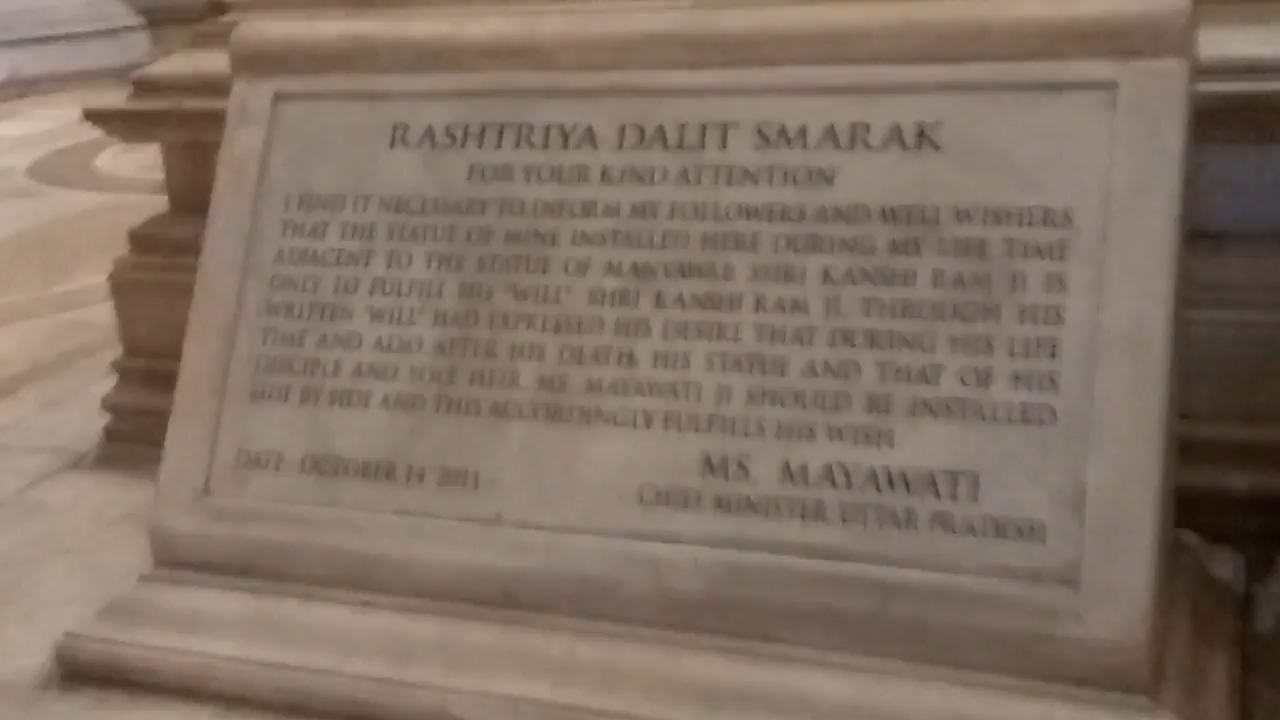 RASHTRIYA DALIT SMARAK
FOR YOUR KIND ATTENTION
I FIND IT NECESSARY TO INFORM MY FOLLOWERS AND WELL WISHERS
THAT THE STATUE OF MINE INSTALLED HERE DURING MY LIFE TIME
ADJACENT TO THE STATUE OF MANYAWAR SHRI KANSHI RAM JI IS
ONLY TO FULFILL HIS "WILL" SHRI KANSHI RAM JI, THROUGH HIS
WRITTEN "WILL" HAD EXPRESSED HIS DESIRE THAT DURING HIS LIFE
TIME AND ALSO AFTER HIS DEATH, HIS STATUE AND THAT OF HIS
DISCIPLE AND SOLE HEIR MS. MAYAWATI JI SHOULD BE INSTALLED
SIDE BY SIDE AND THIS ACCORDINGLY FULFILLS HIS WISH.
DATE: OCTOBER 14 2011
MS. MAYAWATI
CHIEF MINISTER UTTAR PRADESH